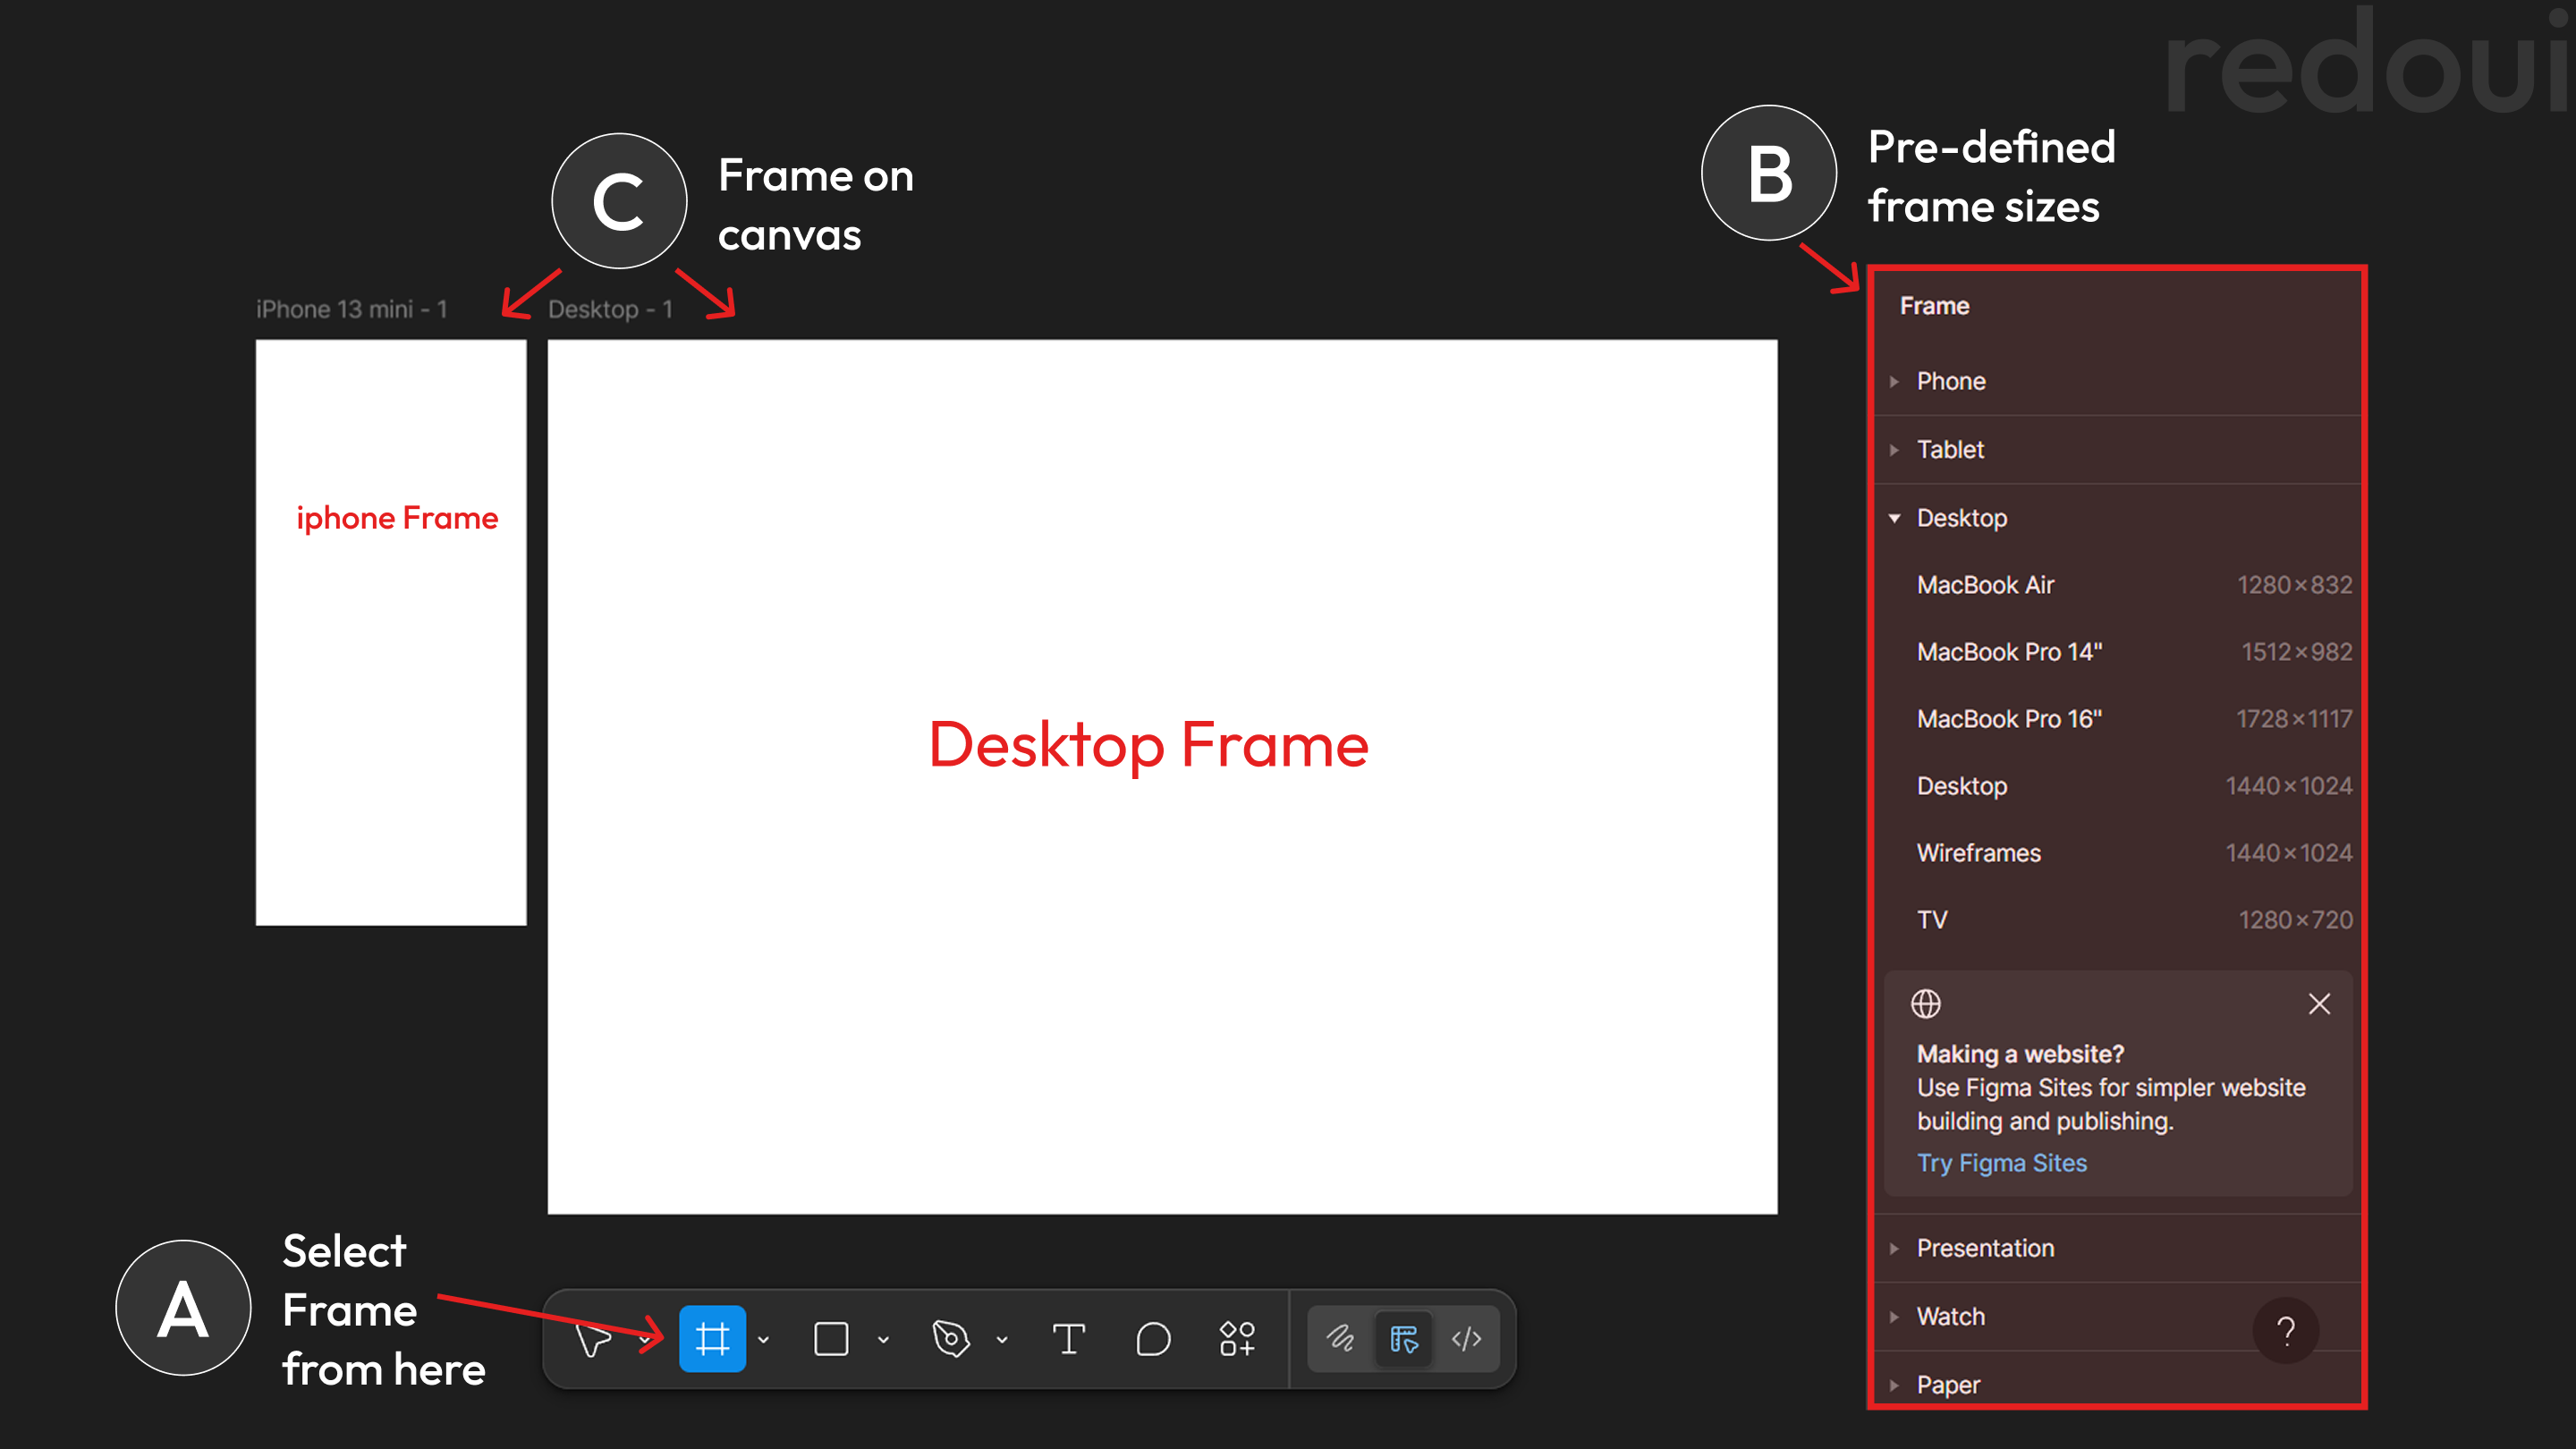 redoui
C
Frame on
canvas
B
Pre-defined
frame sizes
iPhone 13 mini - 1
Desktop - 1
iphone Frame
Desktop Frame
Frame
Phone
Tablet
Desktop
MacBook Air 1280×832
MacBook Pro 14" 1512×982
MacBook Pro 16" 1728×1117
Desktop 1440×1024
Wireframes 1440×1024
TV 1280×720
Making a website?
Use Figma Sites for simpler website
building and publishing.
Try Figma Sites
Presentation
Watch
?
Paper
A
Select
Frame
from here
T